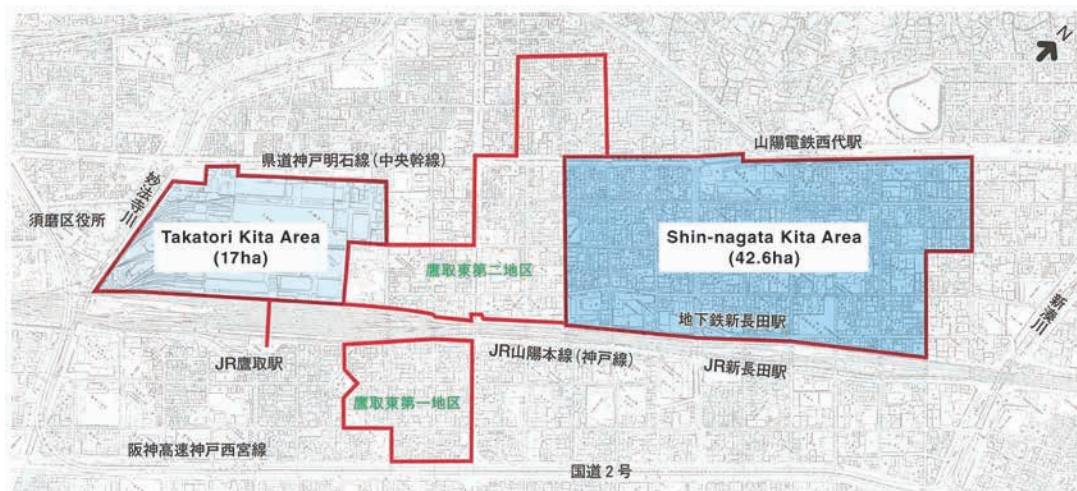 N
山陽電鉄西代駅
県道神戸明石線(中央幹線)
妙法寺川
須磨区役所
Takatori Kita Area
(17ha)
Shin-nagata Kita Area
(42.6ha)
鷹取東第二地区
地下鉄新長田駅
新湊川
JR山陽本線(神戸線)
JR鷹取駅
JR新長田駅
鷹取東第一地区
阪神高速神戸西宮線
国道2号